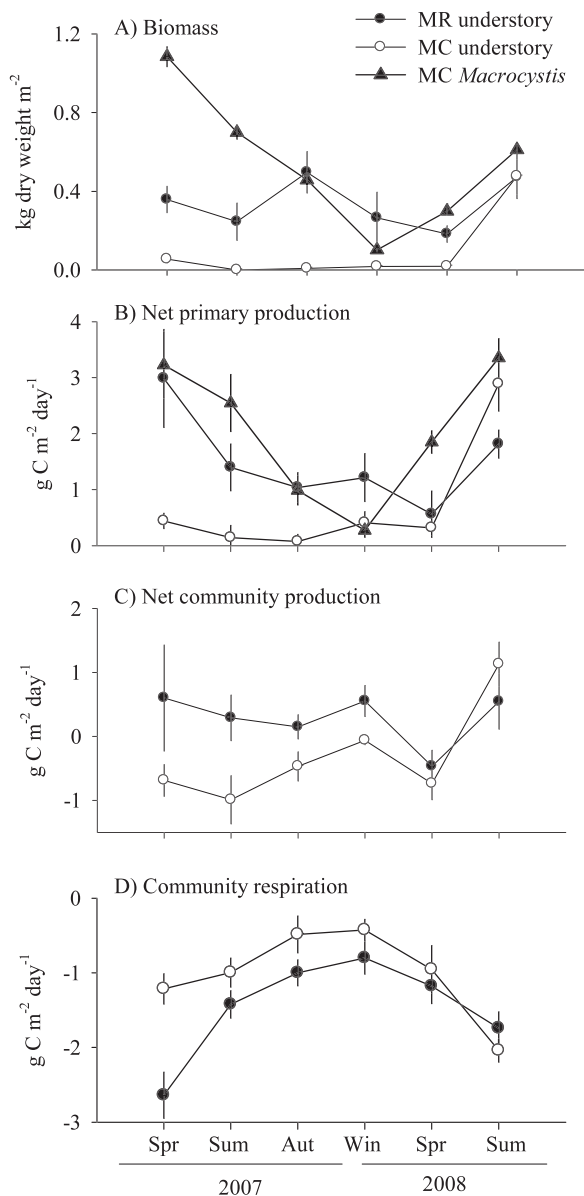 A) Biomass
MR understory
MC understory
MC Macrocystis
kg dry weight m-2
1.2
0.8
0.4
0.0
B) Net primary production
g C m-2 day-1
4
3
2
1
0
C) Net community production
g C m-2 day-1
2
1
0
-1
D) Community respiration
g C m-2 day-1
0
-1
-2
-3
Spr Sum Aut Win Spr Sum
2007 2008